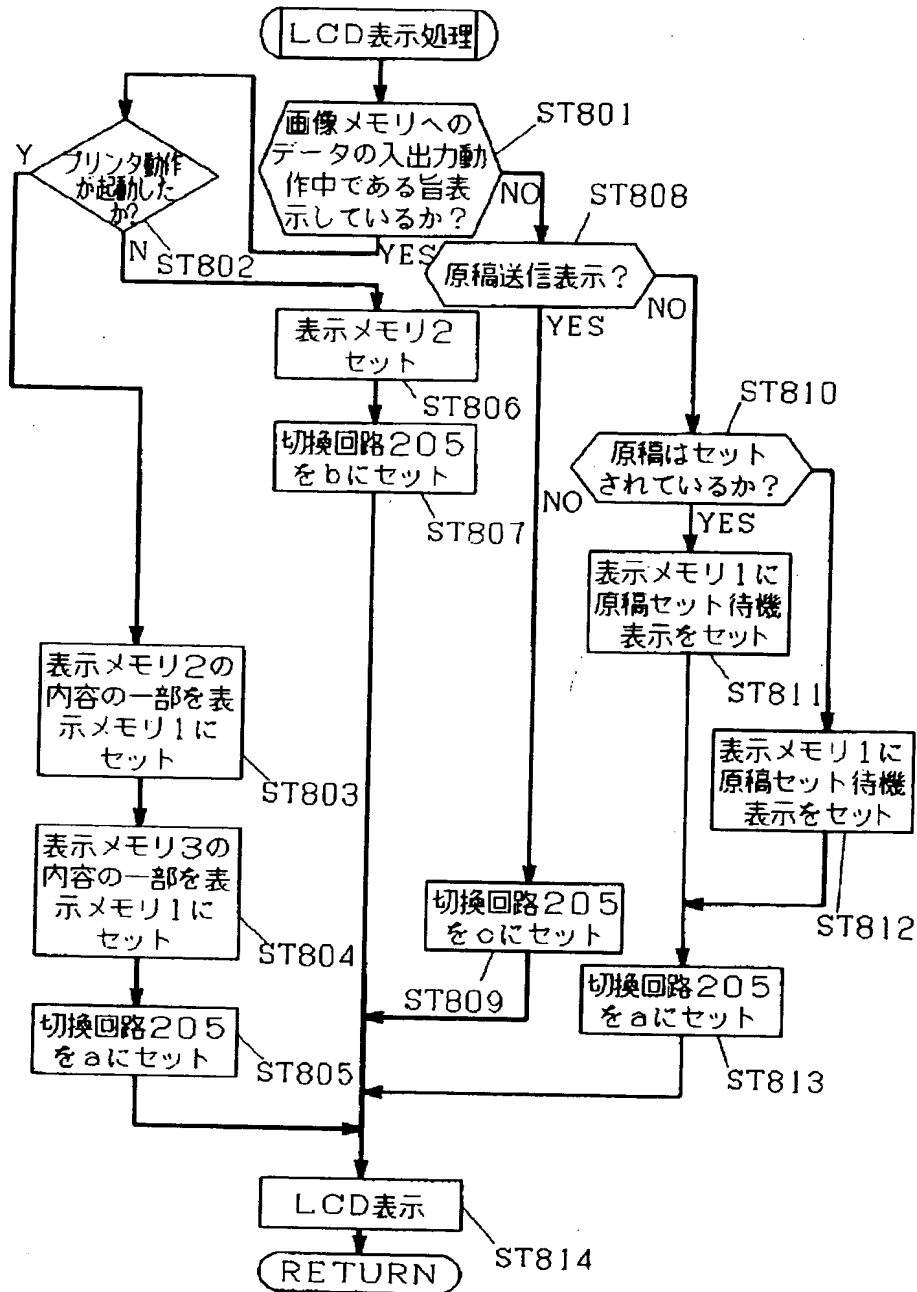 LCD表示処理
画像メモリへの
データの入出力動
作中である旨表
示しているか?
ST801
YES
NO
Y
プリンタ動作
が起動した
か?
N
ST802
ST808
原稿送信表示?
YES
NO
表示メモリ2
セット
ST806
切換回路205
をbにセット
ST807
ST810
原稿はセット
されているか?
NO
YES
表示メモリ1に
原稿セット待機
表示をセット
ST811
表示メモリ1に
原稿セット待機
表示をセット
ST812
表示メモリ2の
内容の一部を表
示メモリ1に
セット
ST803
表示メモリ3の
内容の一部を表
示メモリ1に
セット
ST804
切換回路205
をaにセット
ST805
切換回路205
をcにセット
ST809
切換回路205
をaにセット
ST813
LCD表示
ST814
RETURN